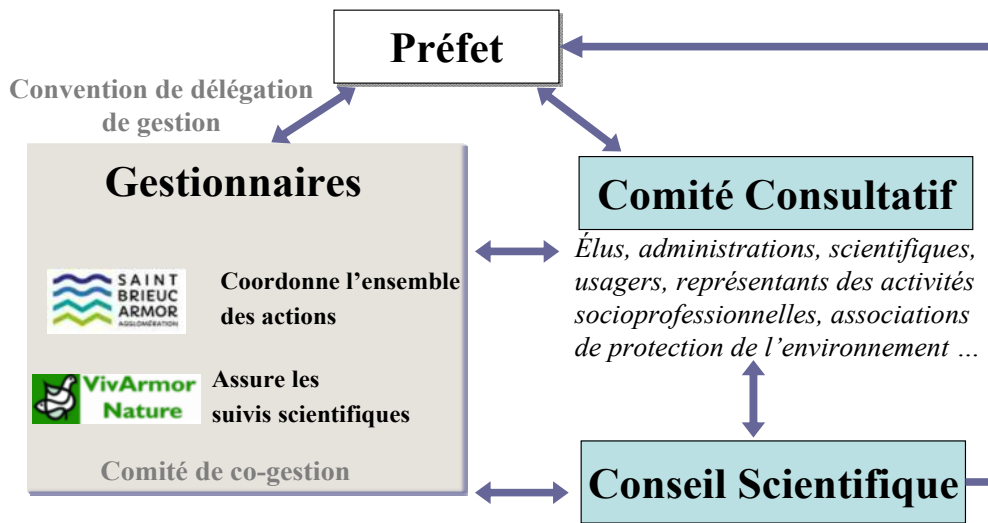 Préfet
Convention de délégation
de gestion
Gestionnaires
SAINT
BRIEUC
ARMOR
AGGLOMÉRATION
Coordonne l’ensemble
des actions
VivArmor
Nature
Assure les
suivis scientifiques
Comité de co-gestion
Comité Consultatif
Élus, administrations, scientifiques,
usagers, représentants des activités
socioprofessionnelles, associations
de protection de l’environnement …
Conseil Scientifique